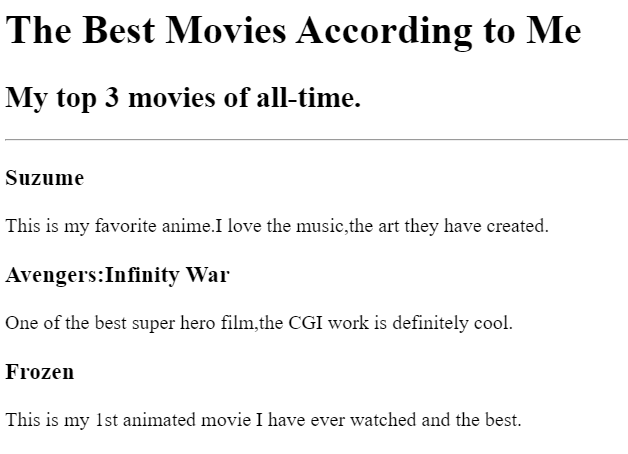 The Best Movies According to Me
My top 3 movies of all-time.
Suzume
This is my favorite anime.I love the music,the art they have created.
Avengers:Infinity War
One of the best super hero film,the CGI work is definitely cool.
Frozen
This is my 1st animated movie I have ever watched and the best.